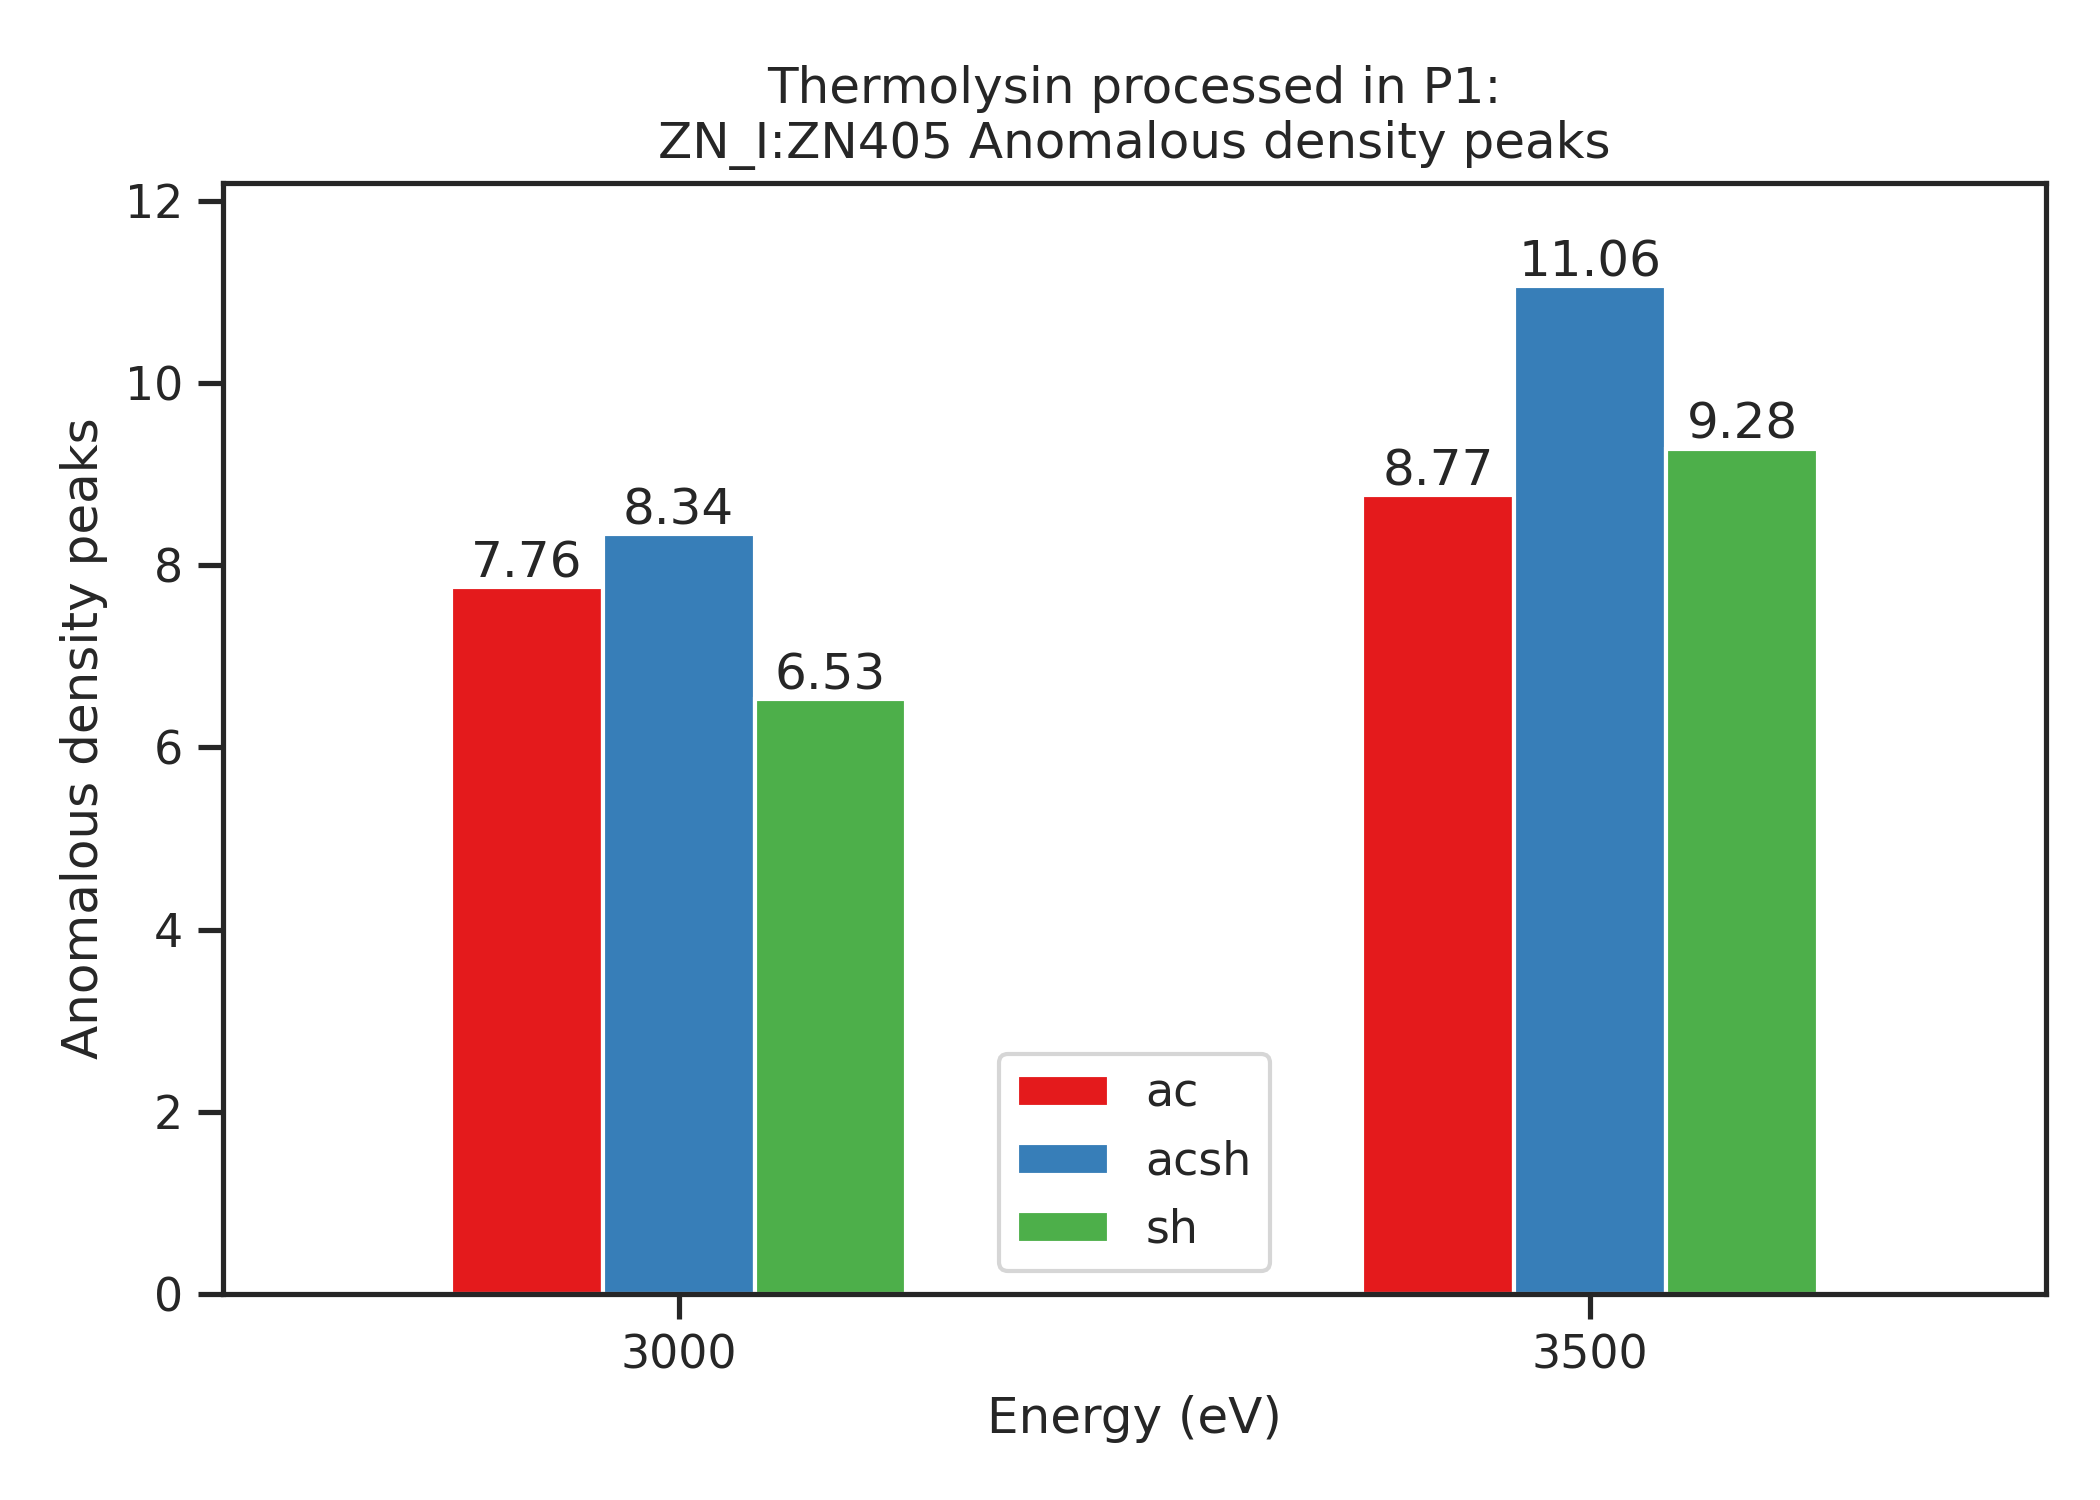 Thermolysin processed in P1:
ZN_I:ZN405 Anomalous density peaks
Anomalous density peaks
12
10
8
6
4
2
0
7.76
8.34
6.53
8.77
11.06
9.28
ac
acsh
sh
3000
3500
Energy (eV)